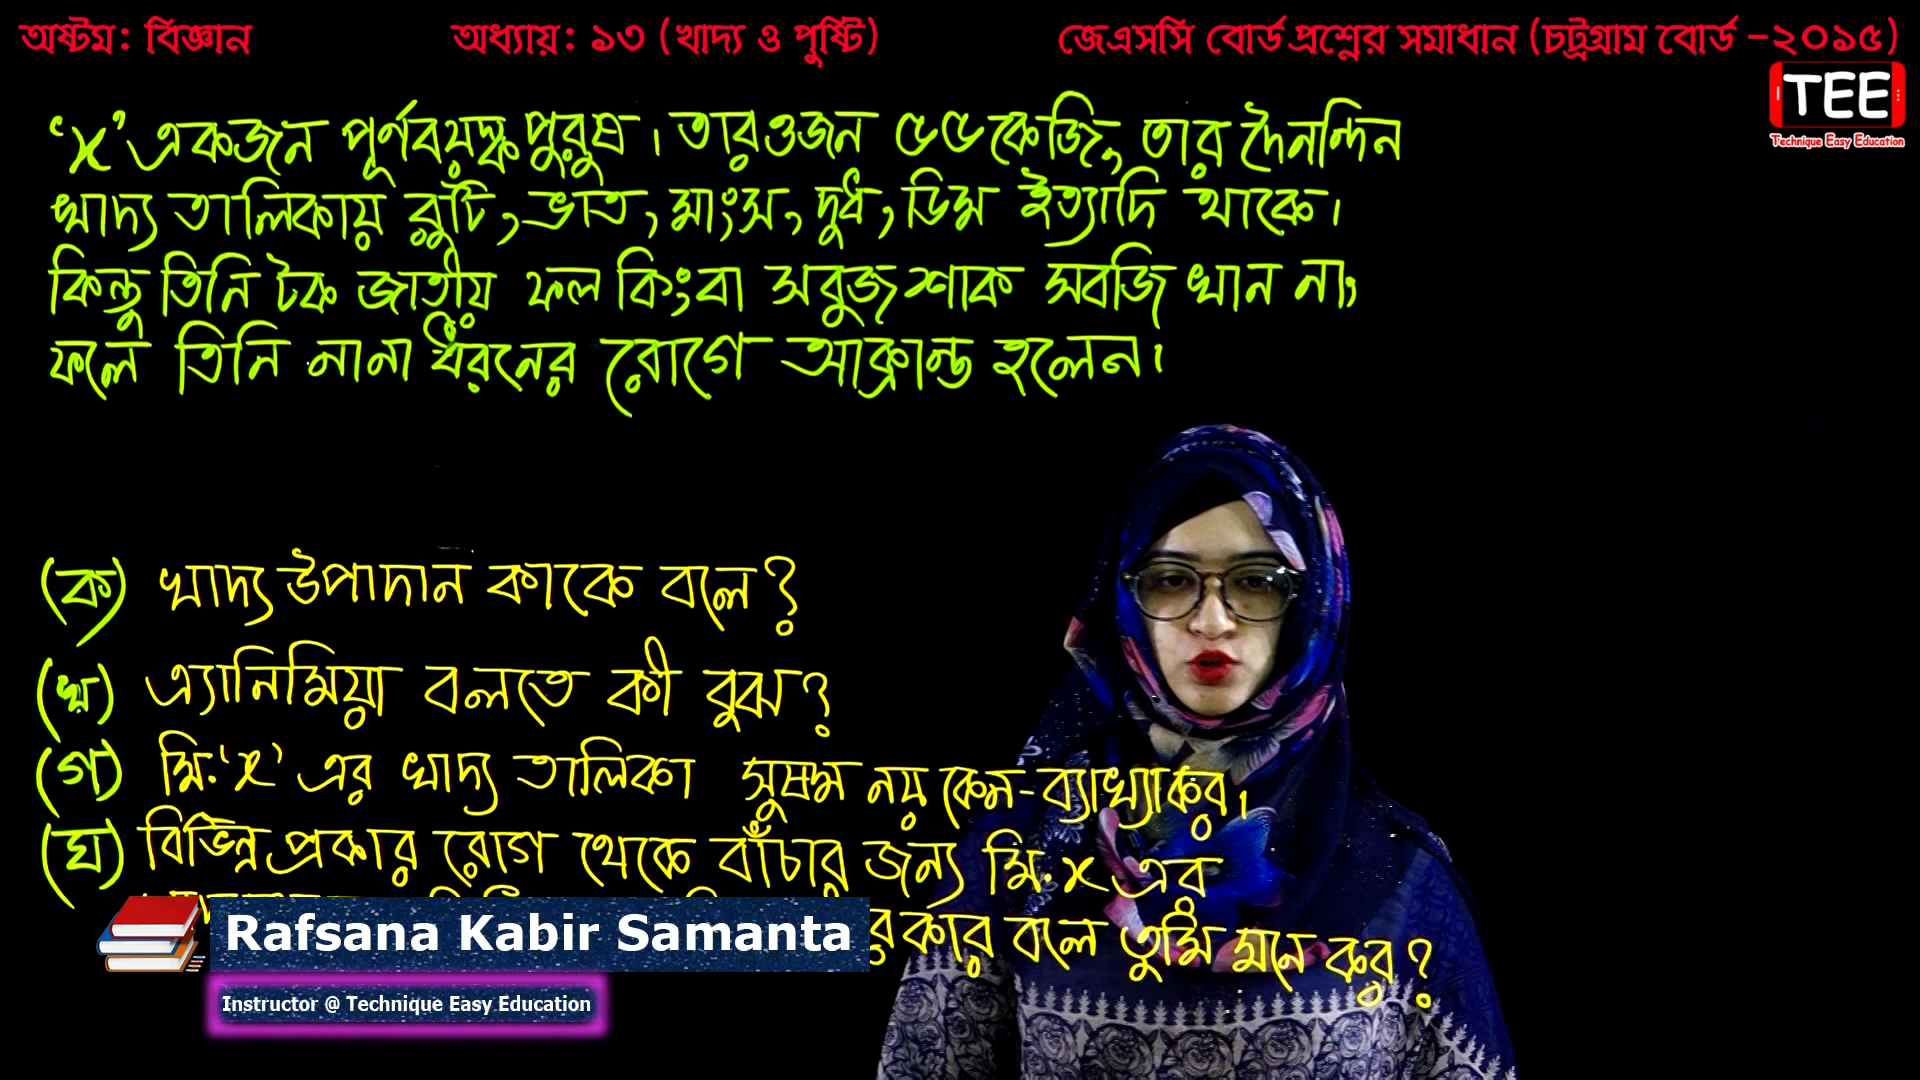 অষ্টম: বিজ্ঞান
অধ্যায়: ১৩ (খাদ্য ও পুষ্টি)
জেএসসি বোর্ড প্রশ্নের সমাধান (চট্রগ্রাম বোর্ড -২০১৫)
TEE
Technique Easy Education
'x' একজন পূর্ণবয়স্ক পুরুষ। তার ওজন ৫৫ কেজি, তার দৈনন্দিন
খাদ্য তালিকায় রুটি, ভাত, মাংস, দুধ, ডিম ইত্যাদি থাকে।
কিন্তু তিনি টক জাতীয় ফল কিংবা সবুজ শাক সবজি খান না,
ফলে তিনি নানা ধরনের রোগে আক্রান্ত হলেন।
(ক) খাদ্য উপাদান কাকে বলে?
(খ) এ্যানিমিয়া বলতে কী বুঝ?
(গ) মি: 'x' এর খাদ্য তালিকা সুষম নয় কেন-ব্যাখ্যা কর।
(ঘ) বিভিন্ন প্রকার রোগ থেকে বাঁচার জন্য মি: x এর
রকার বলে তুমি মনে কর?
Rafsana Kabir Samanta
Instructor @ Technique Easy Education